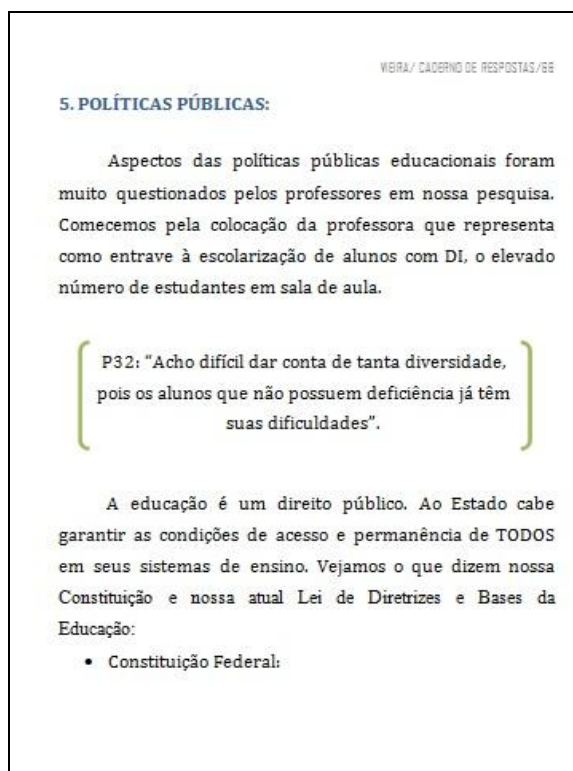 VIEIRA/ CADERNO DE RESPOSTAS/66
5. POLÍTICAS PÚBLICAS:
Aspectos das políticas públicas educacionais foram
muito questionados pelos professores em nossa pesquisa.
Comecemos pela colocação da professora que representa
como entrave à escolarização de alunos com DI, o elevado
número de estudantes em sala de aula.
P32: “Acho difícil dar conta de tanta diversidade,
pois os alunos que não possuem deficiência já têm
suas dificuldades”.
A educação é um direito público. Ao Estado cabe
garantir as condições de acesso e permanência de TODOS
em seus sistemas de ensino. Vejamos o que dizem nossa
Constituição e nossa atual Lei de Diretrizes e Bases da
Educação:
• Constituição Federal: